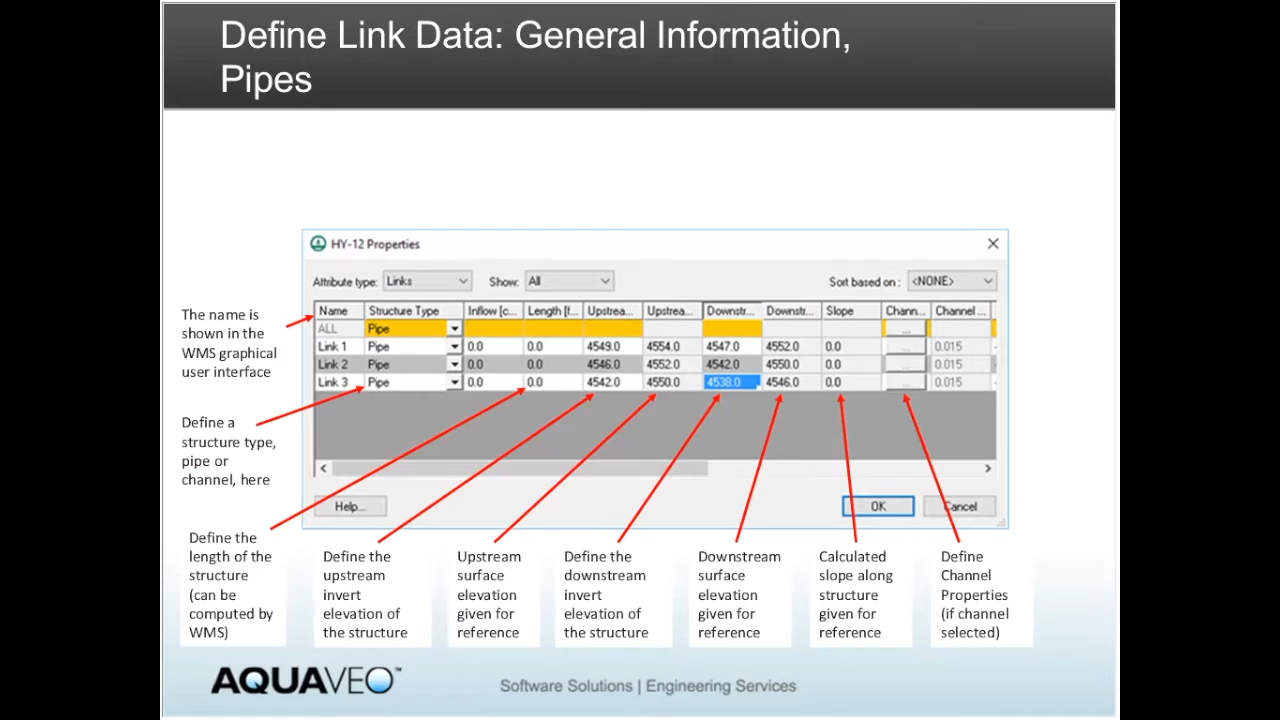 Define Link Data: General Information,
Pipes
HY-12 Properties
Attribute type: Links Show: All Sort based on : <NONE>
Name Structure Type Inflow [c... Length [f... Upstrea... Upstrea... Downstr... Downstr... Slope Chann... Channel ...
ALL Pipe ...
Link 1 Pipe 0.0 0.0 4549.0 4554.0 4547.0 4552.0 0.0 ... 0.015
Link 2 Pipe 0.0 0.0 4546.0 4552.0 4542.0 4550.0 0.0 ... 0.015
Link 3 Pipe 0.0 0.0 4542.0 4550.0 4538.0 4546.0 0.0 ... 0.015
Help... OK Cancel
The name is
shown in the
WMS graphical
user interface
Define a
structure type,
pipe or
channel, here
Define the
length of the
structure
(can be
computed by
WMS)
Define the
upstream
invert
elevation of
the structure
Upstream
surface
elevation
given for
reference
Define the
downstream
invert
elevation of
the structure
Downstream
surface
elevation
given for
reference
Calculated
slope along
structure
given for
reference
Define
Channel
Properties
(if channel
selected)
AQUAVEO™
Software Solutions | Engineering Services